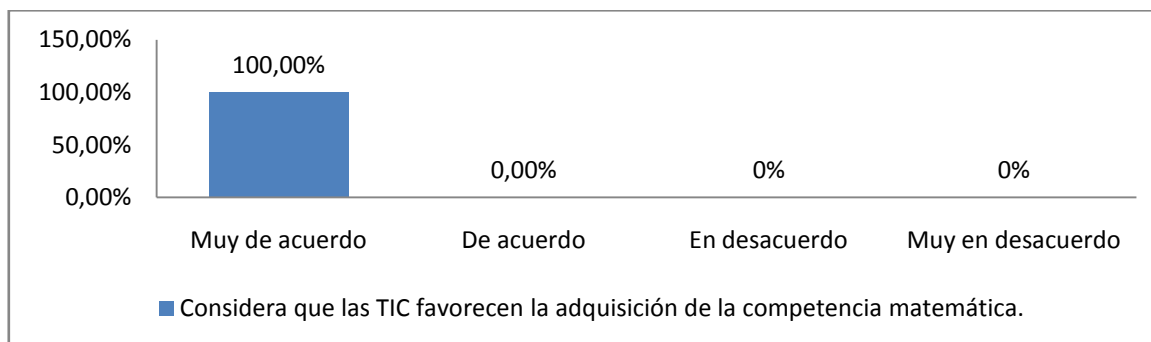 150,00%
100,00%
50,00%
0,00%
100,00%
0,00%
0%
0%
Muy de acuerdo
De acuerdo
En desacuerdo
Muy en desacuerdo
Considera que las TIC favorecen la adquisición de la competencia matemática.